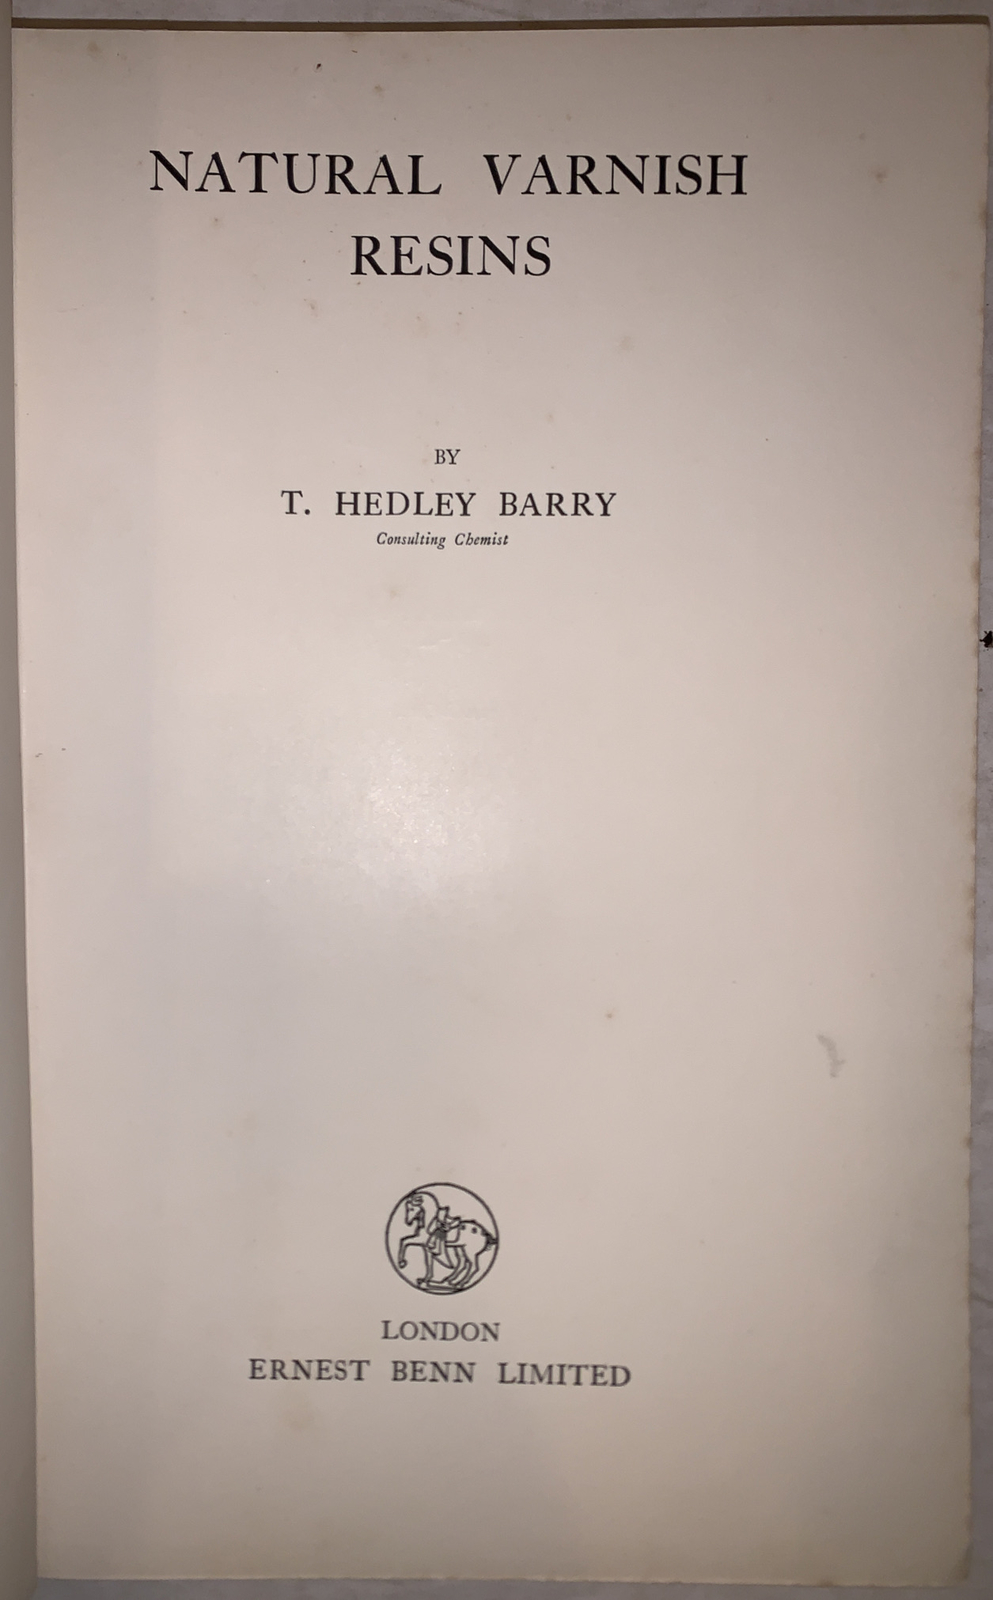 NATURAL VARNISH
RESINS
BY
T. HEDLEY BARRY
Consulting Chemist
LONDON
ERNEST BENN LIMITED